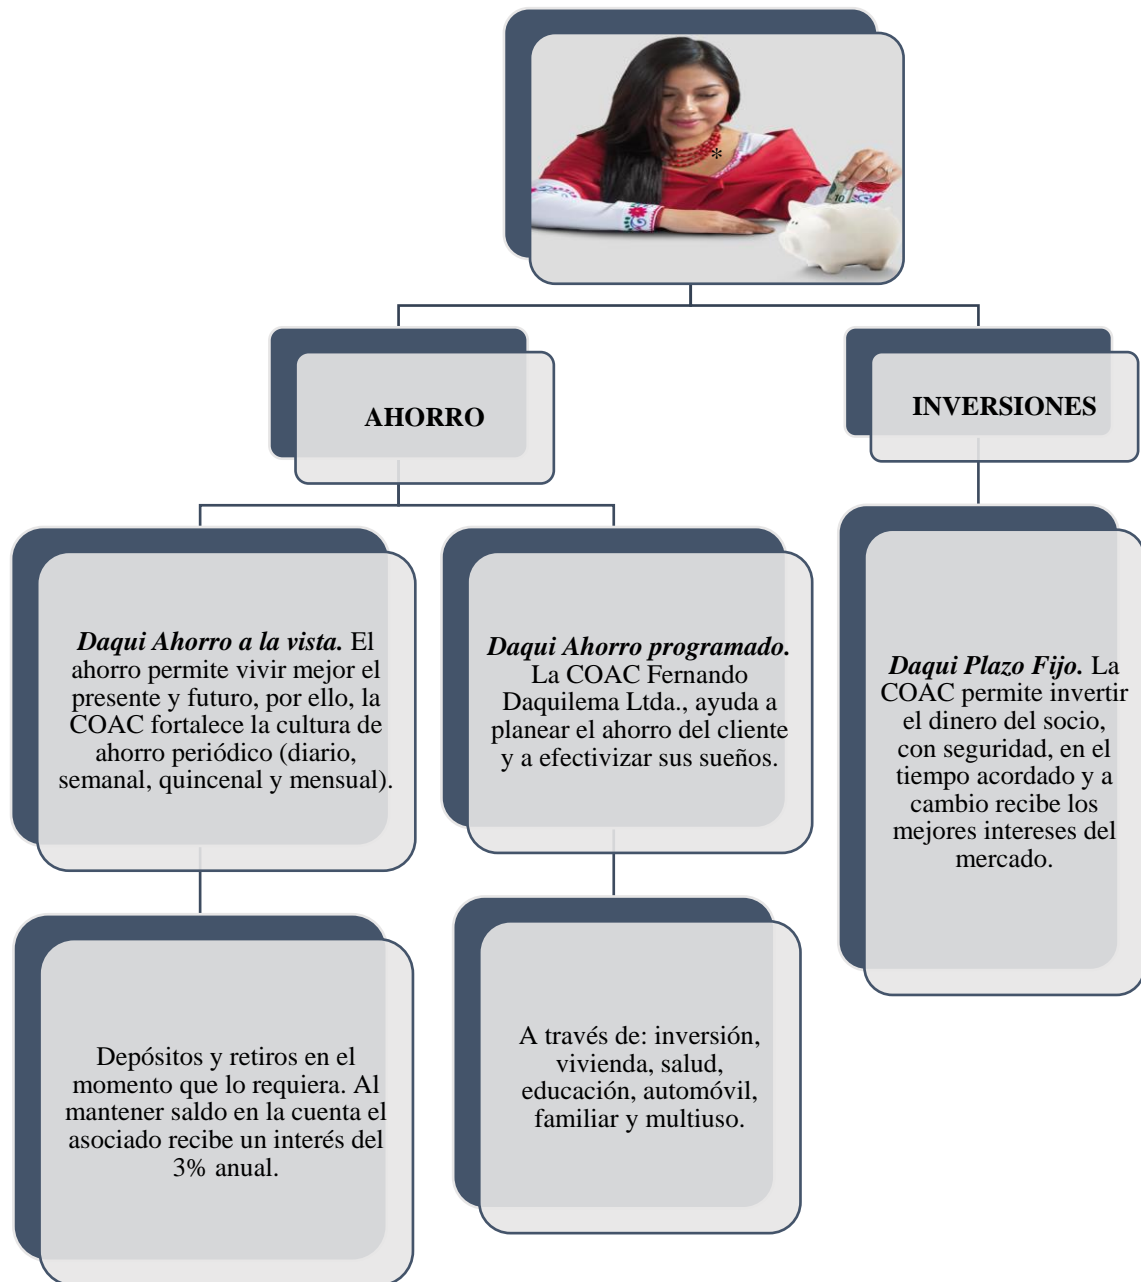 *
10
AHORRO
INVERSIONES
Daqui Ahorro a la vista. El
ahorro permite vivir mejor el
presente y futuro, por ello, la
COAC fortalece la cultura de
ahorro periódico (diario,
semanal, quincenal y mensual).
Daqui Ahorro programado.
La COAC Fernando
Daquilema Ltda., ayuda a
planear el ahorro del cliente
y a efectivizar sus sueños.
Daqui Plazo Fijo. La
COAC permite invertir
el dinero del socio,
con seguridad, en el
tiempo acordado y a
cambio recibe los
mejores intereses del
mercado.
Depósitos y retiros en el
momento que lo requiera. Al
mantener saldo en la cuenta el
asociado recibe un interés del
3% anual.
A través de: inversión,
vivienda, salud,
educación, automóvil,
familiar y multiuso.